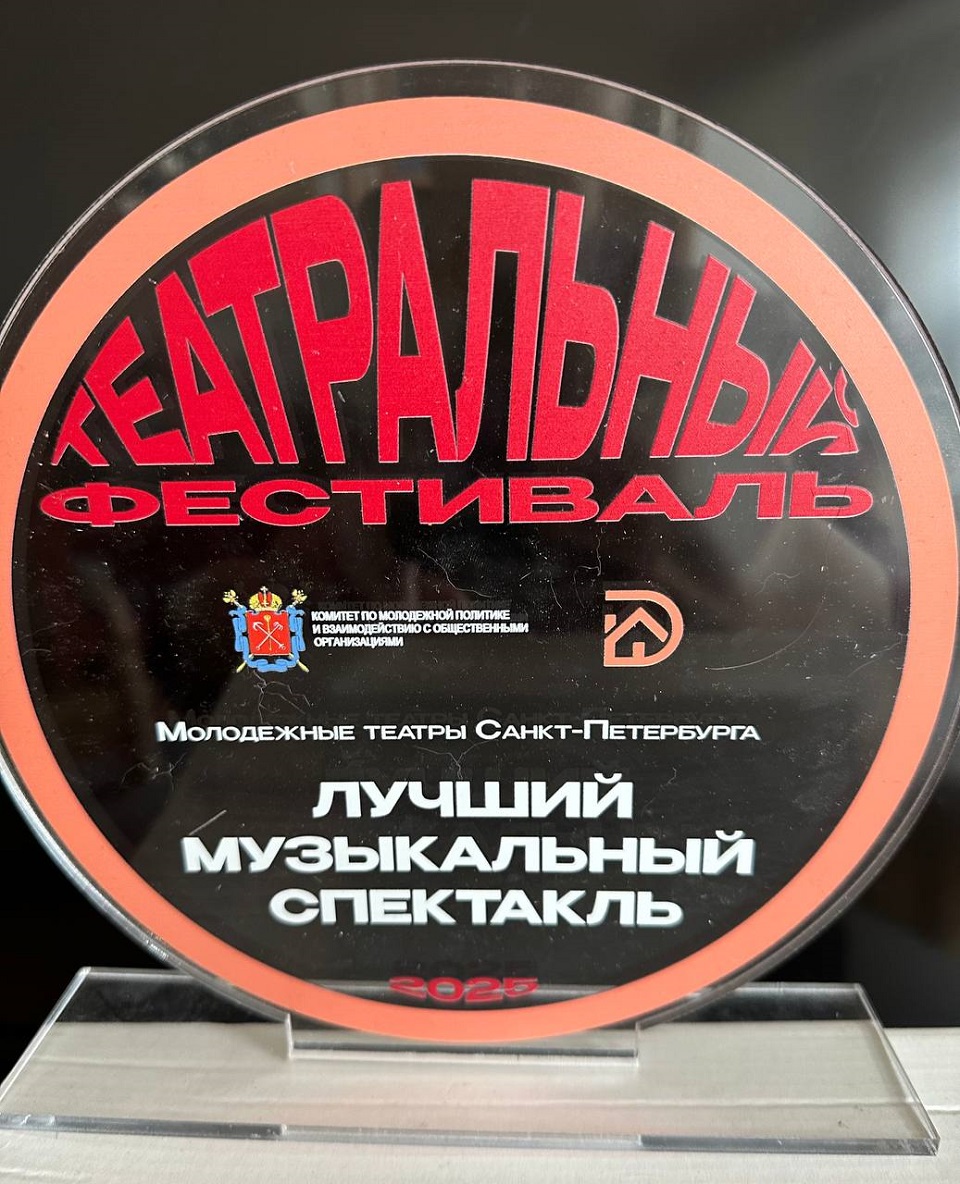 ТЕАТРАЛЬНЫЙ
ФЕСТИВАЛЬ
КОМИТЕТ ПО МОЛОДЕЖНОЙ ПОЛИТИКЕ
И ВЗАИМОДЕЙСТВИЮ С ОБЩЕСТВЕННЫМИ
ОРГАНИЗАЦИЯМИ
Молодежные театры Санкт-Петербурга
ЛУЧШИЙ
МУЗЫКАЛЬНЫЙ
СПЕКТАКЛЬ
2025